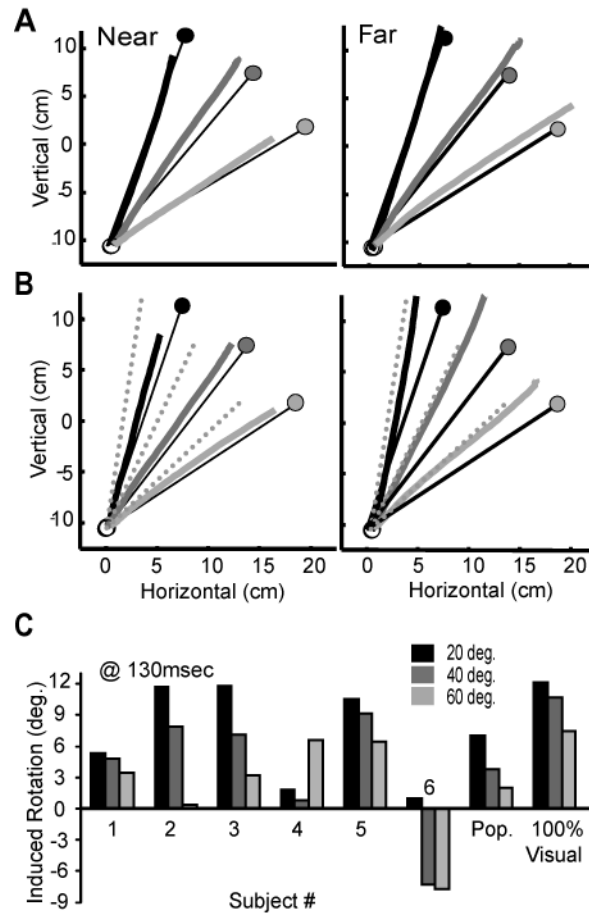 A
Near
Far
10
5
0
-5
-10
Vertical (cm)
B
10
5
0
-5
-10
Vertical (cm)
0 5 10 15 20
0 5 10 15 20
Horizontal (cm)
Horizontal (cm)
C
@ 130msec
20 deg.
40 deg.
60 deg.
12
9
6
3
0
-3
-6
-9
Induced Rotation (deg.)
1 2 3 4 5 6 Pop. 100%
Visual
Subject #